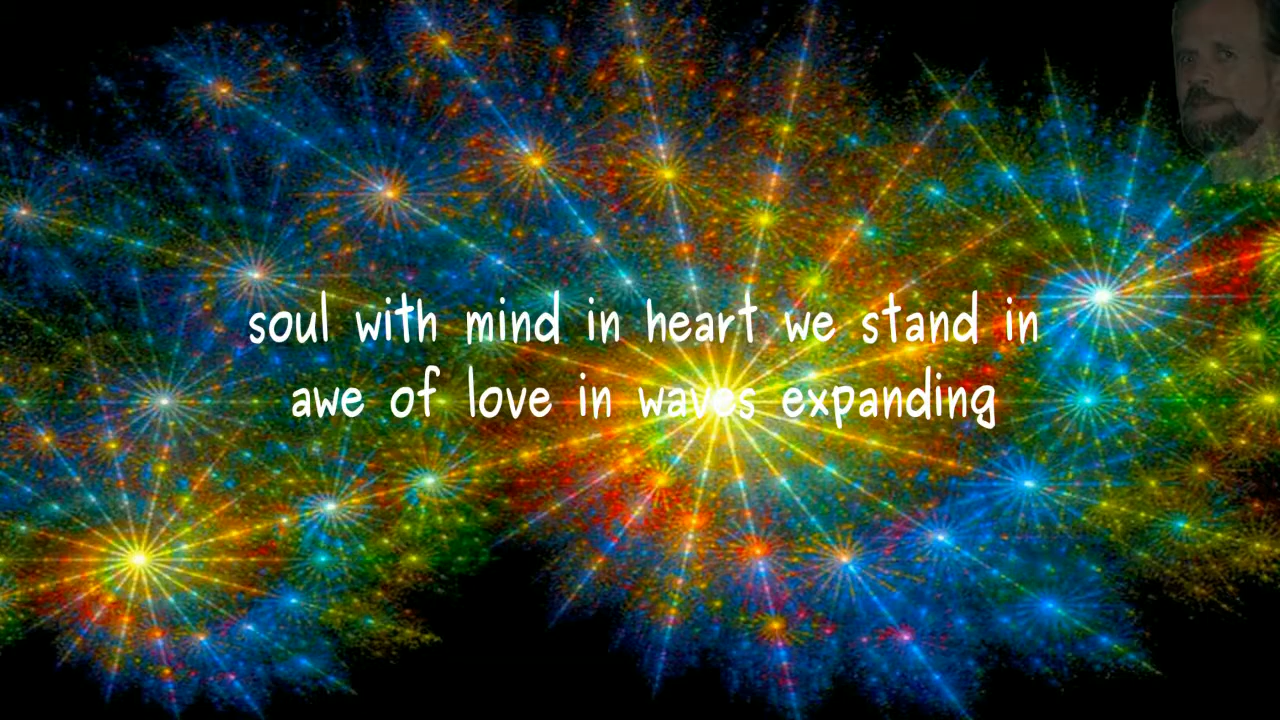 soul with mind in heart we stand in
awe of love in waves expanding